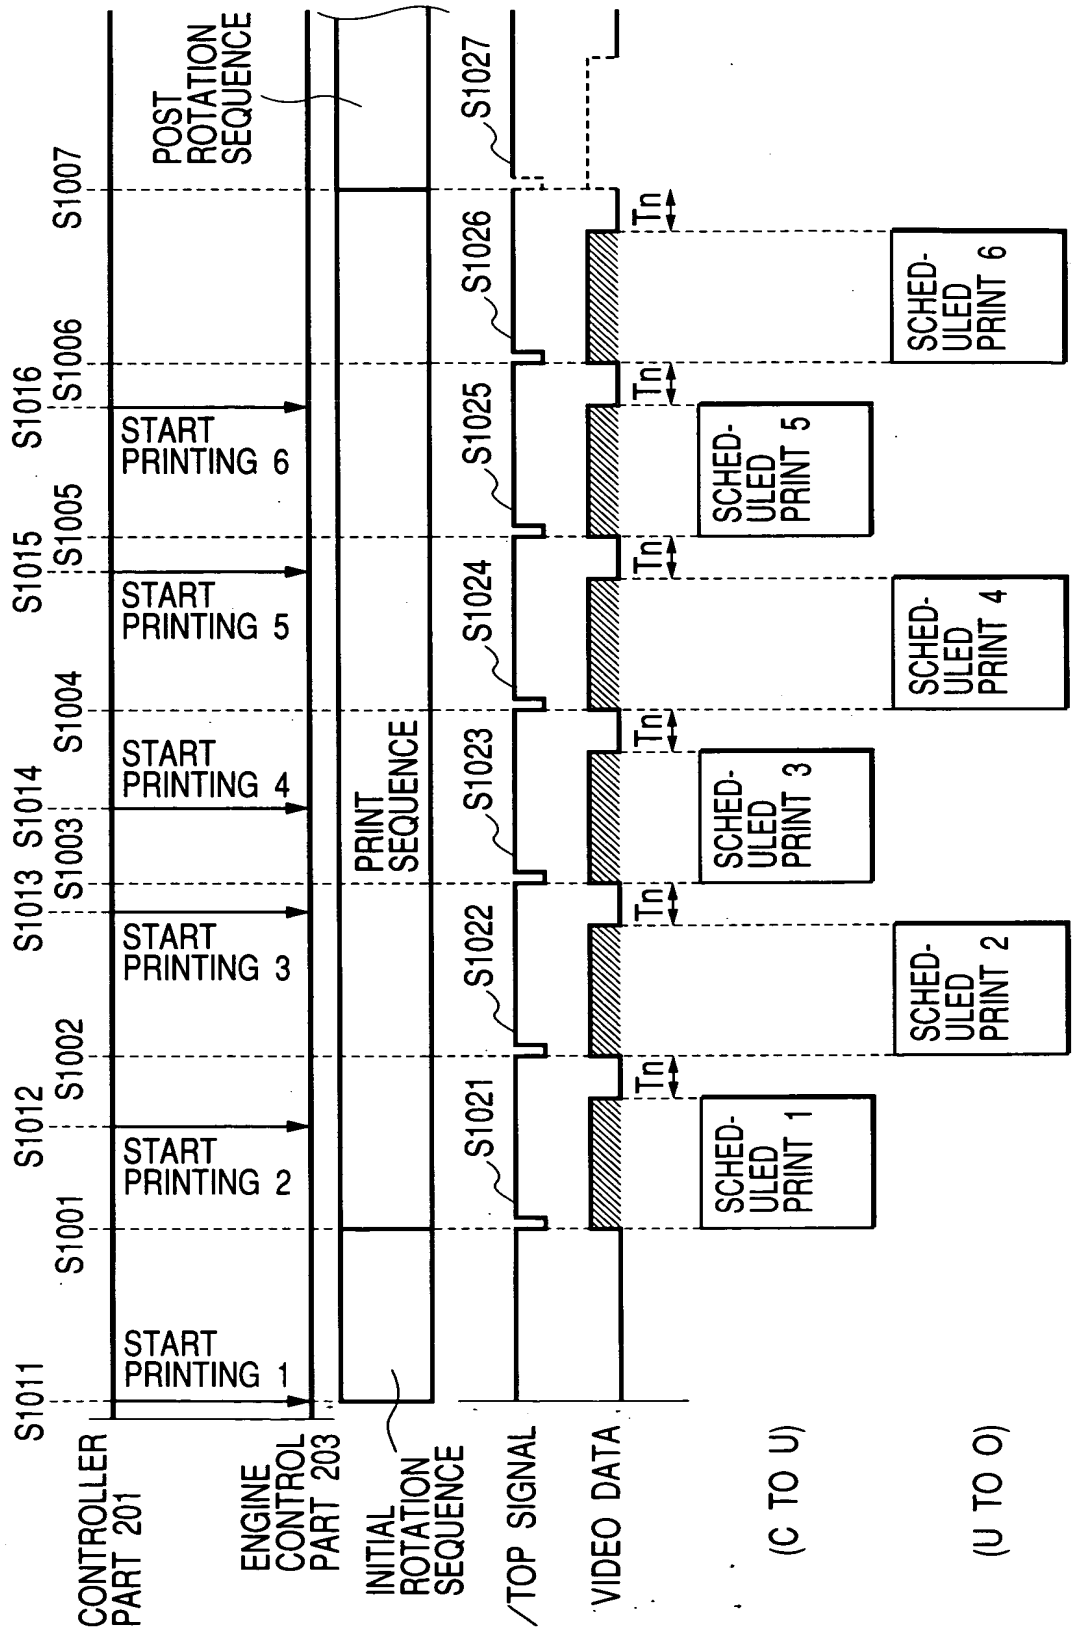 S1011
S1012
S1013
S1014
S1015
S1016
S1001
S1002
S1003
S1004
S1005
S1006
S1007
CONTROLLER
PART 201
START
PRINTING 1
START
PRINTING 2
START
PRINTING 3
START
PRINTING 4
START
PRINTING 5
START
PRINTING 6
POST
ROTATION
SEQUENCE
ENGINE
CONTROL
PART 203
INITIAL
ROTATION
SEQUENCE
PRINT
SEQUENCE
/TOP SIGNAL
S1021
S1022
S1023
S1024
S1025
S1026
S1027
VIDEO DATA
Tn
Tn
Tn
Tn
Tn
Tn
(C TO U)
SCHED-
ULED
PRINT 1
SCHED-
ULED
PRINT 3
SCHED-
ULED
PRINT 5
(U TO O)
SCHED-
ULED
PRINT 2
SCHED-
ULED
PRINT 4
SCHED-
ULED
PRINT 6